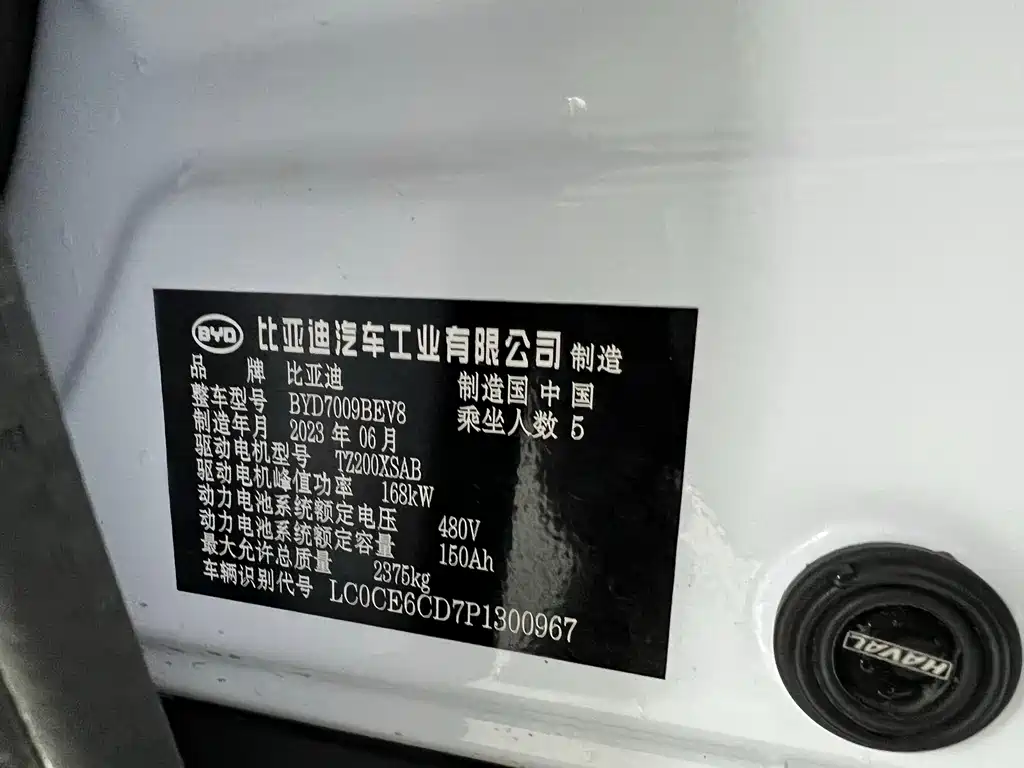 BYD 比亚迪汽车工业有限公司 制造
品 牌 比亚迪 制造国 中 国
整车型号 BYD7009BEV8 乘坐人数 5
制造年月 2023 年 06 月
驱动电机型号 TZ200XSAB
驱动电机峰值功率 168kW
动力电池系统额定电压 480V
动力电池系统额定容量 150Ah
最大允许总质量 2375kg
车辆识别代号 LC0CE6CD7P1300967
HAVAL